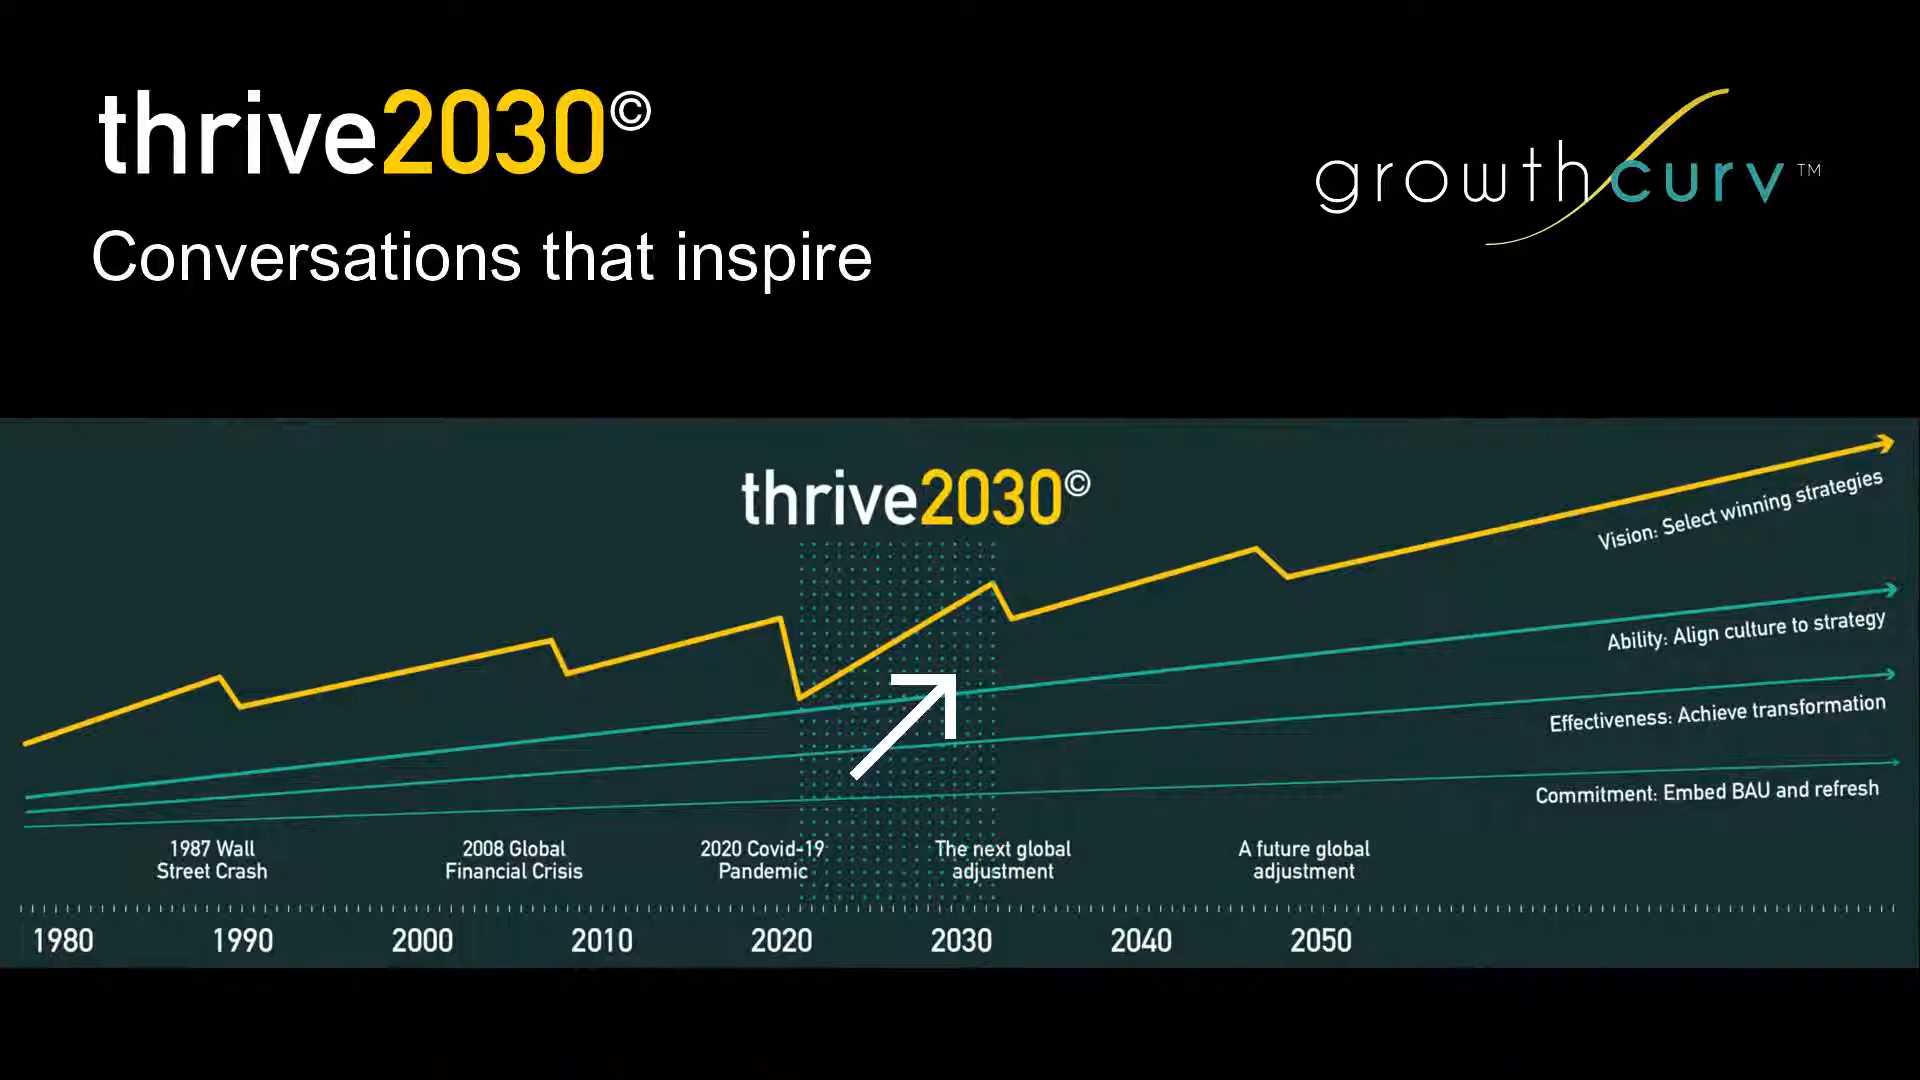 thrive2030©
growthcurv™
Conversations that inspire
thrive2030©
Vision: Select winning strategies
Ability: Align culture to strategy
Effectiveness: Achieve transformation
Commitment: Embed BAU and refresh
1987 Wall
Street Crash
2008 Global
Financial Crisis
2020 Covid-19
Pandemic
The next global
adjustment
A future global
adjustment
1980 1990 2000 2010 2020 2030 2040 2050